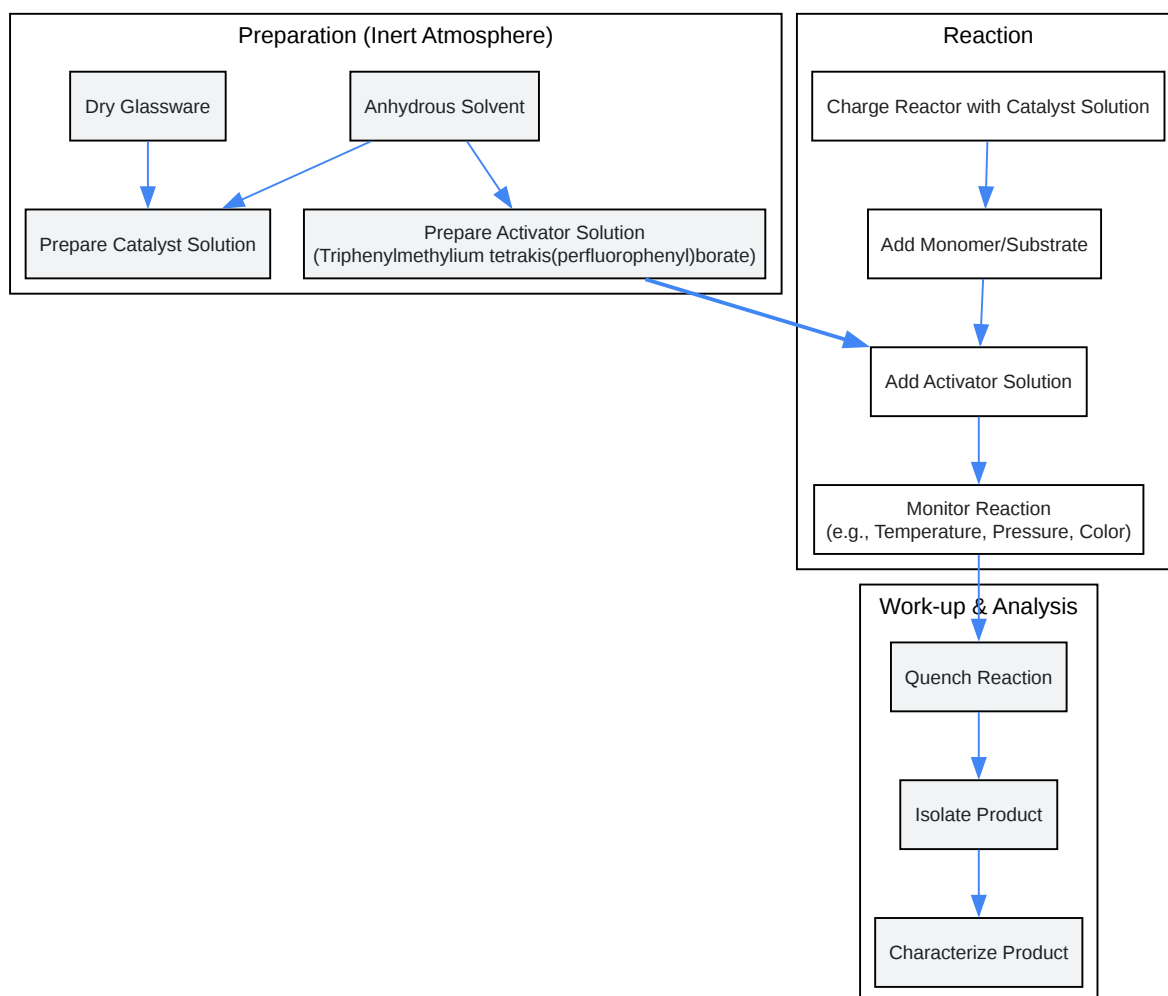 Preparation (Inert Atmosphere)
Dry Glassware
Anhydrous Solvent
Prepare Catalyst Solution
Prepare Activator Solution
(Triphenylmethylium tetrakis(perfluorophenyl)borate)
Reaction
Charge Reactor with Catalyst Solution
Add Monomer/Substrate
Add Activator Solution
Monitor Reaction
(e.g., Temperature, Pressure, Color)
Work-up & Analysis
Quench Reaction
Isolate Product
Characterize Product